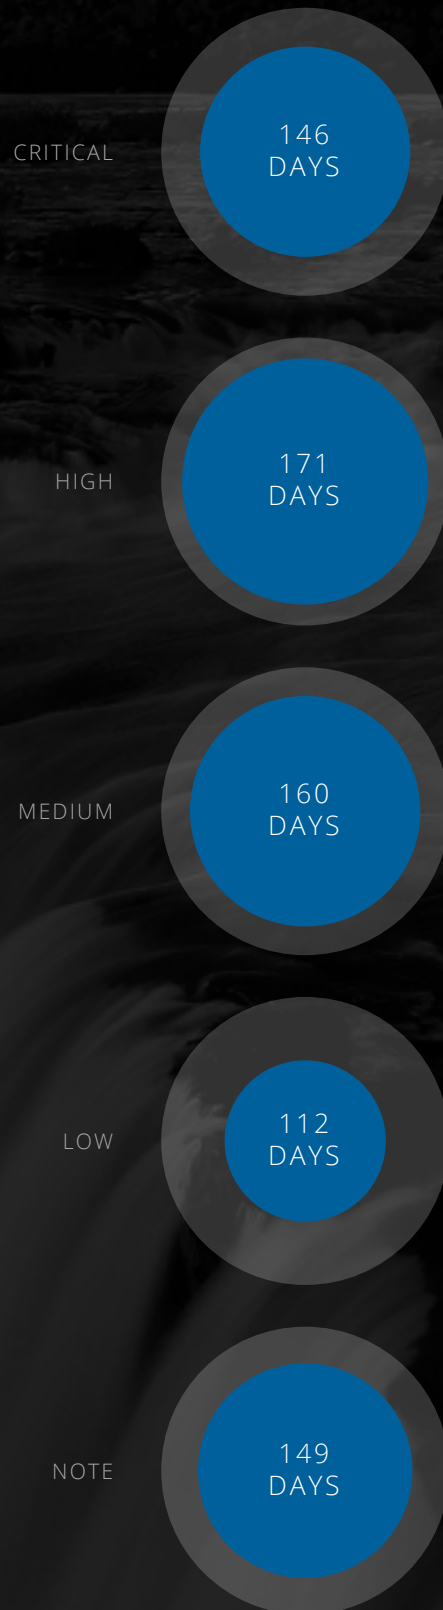 CRITICAL
146
DAYS
HIGH
171
DAYS
MEDIUM
160
DAYS
LOW
112
DAYS
NOTE
149
DAYS